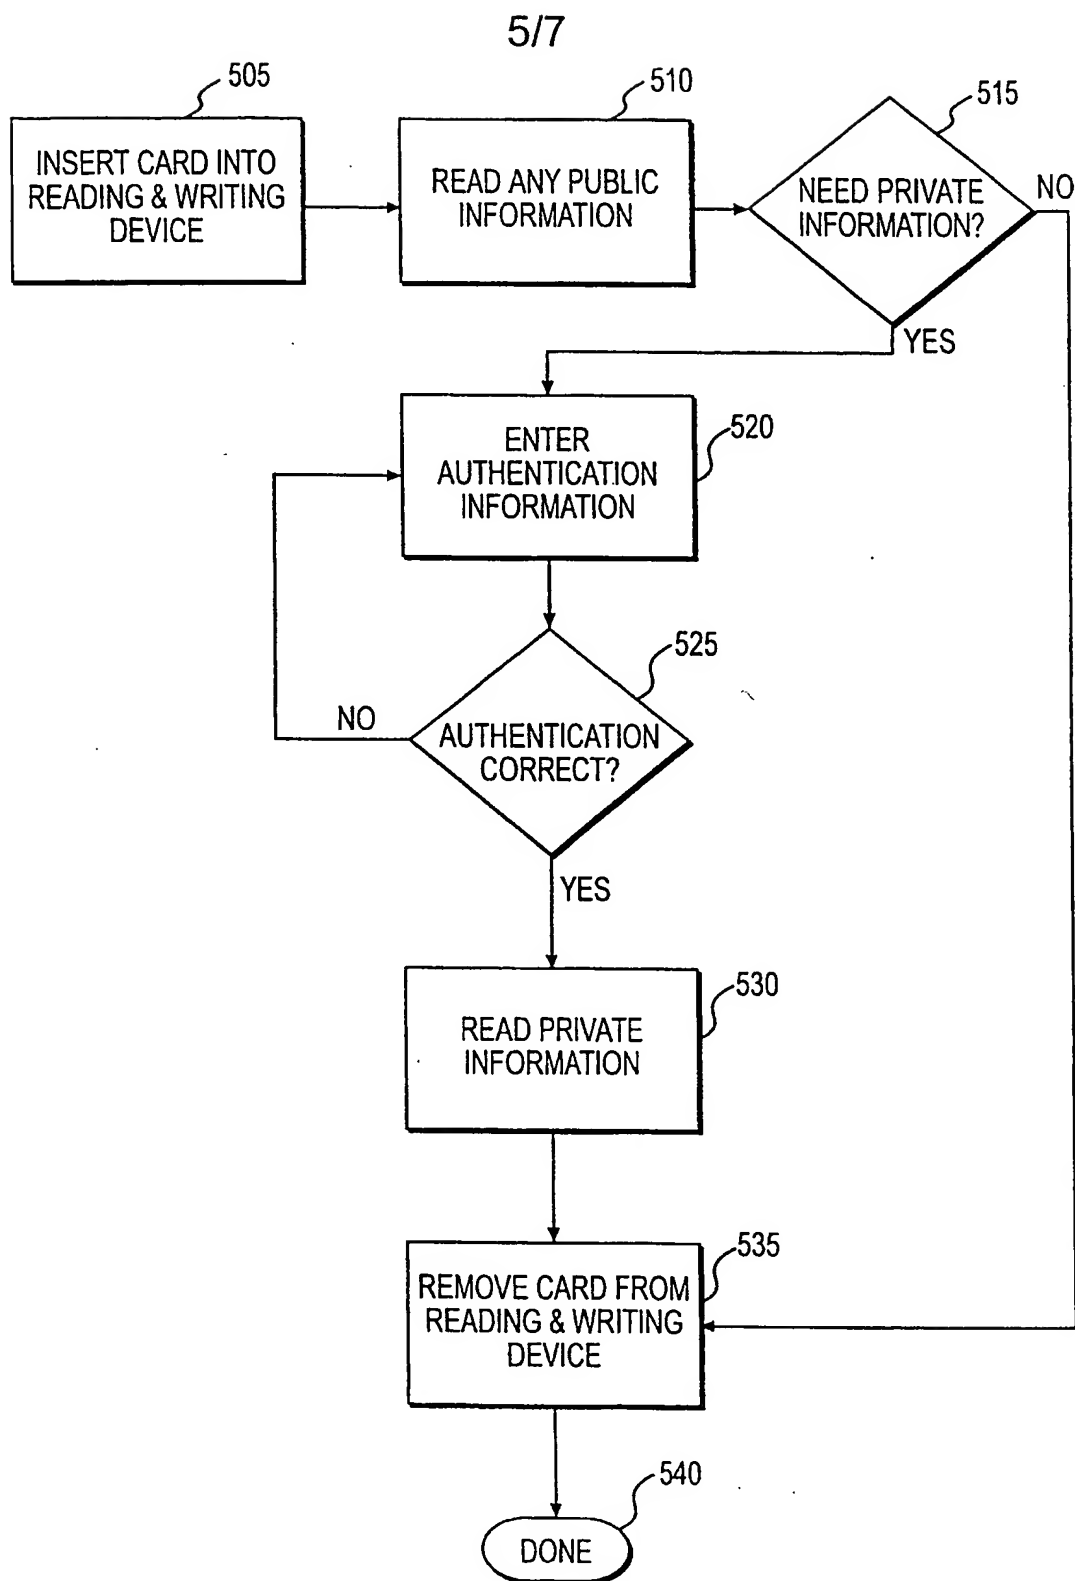 5/7
505
INSERT CARD INTO
READING & WRITING
DEVICE
510
READ ANY PUBLIC
INFORMATION
515
NEED PRIVATE
INFORMATION?
NO
YES
520
ENTER
AUTHENTICATION
INFORMATION
525
AUTHENTICATION
CORRECT?
NO
YES
530
READ PRIVATE
INFORMATION
535
REMOVE CARD FROM
READING & WRITING
DEVICE
540
DONE